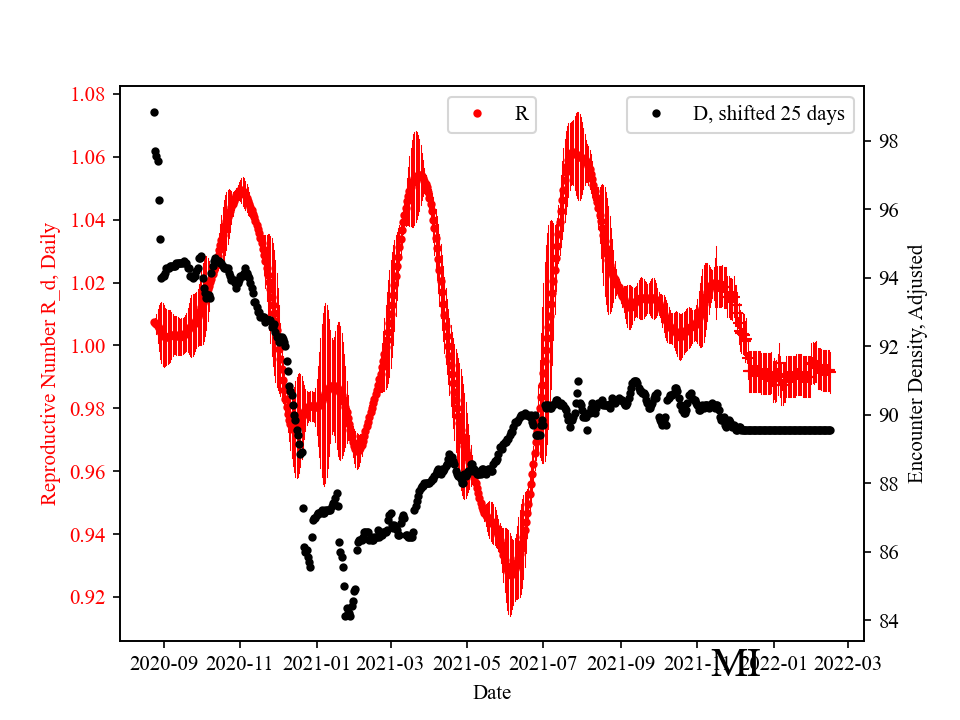 R
D, shifted 25 days
1.08
1.06
1.04
1.02
1.00
0.98
0.96
0.94
0.92
Reproductive Number R_d, Daily
98
96
94
92
90
88
86
84
Encounter Density, Adjusted
2020-09 2020-11 2021-01 2021-03 2021-05 2021-07 2021-09 2021-11 2022-01 2022-03
MI
Date